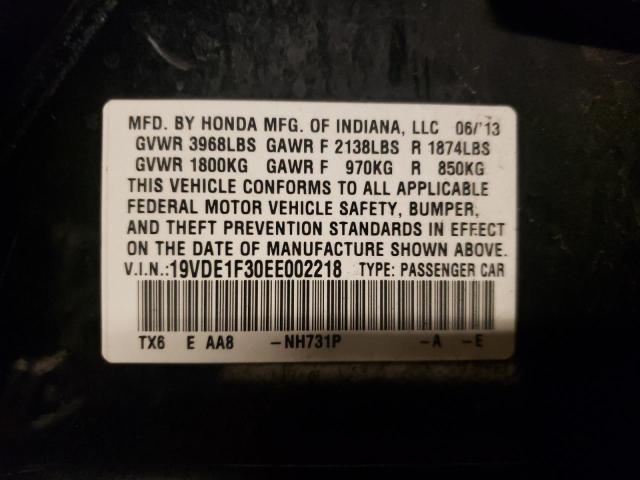 MFD. BY HONDA MFG. OF INDIANA, LLC 06/13
GVWR 3968LBS GAWR F 2138LBS R 1874LBS
GVWR 1800KG GAWR F 970KG R 850KG
THIS VEHICLE CONFORMS TO ALL APPLICABLE
FEDERAL MOTOR VEHICLE SAFETY, BUMPER,
AND THEFT PREVENTION STANDARDS IN EFFECT
ON THE DATE OF MANUFACTURE SHOWN ABOVE.
V.I.N.:19VDE1F30EE002218 TYPE: PASSENGER CAR
TX6 E AA8 -NH731P -A -E